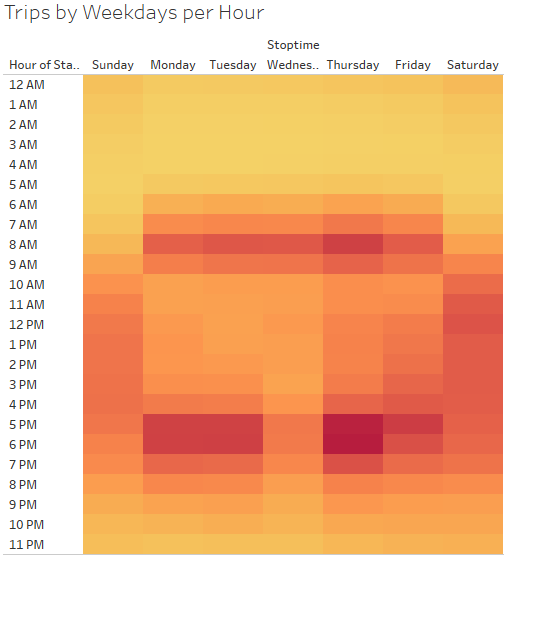 Trips by Weekdays per Hour
Stoptime
Hour of Sta.. Sunday Monday Tuesday Wednes.. Thursday Friday Saturday
12 AM
1 AM
2 AM
3 AM
4 AM
5 AM
6 AM
7 AM
8 AM
9 AM
10 AM
11 AM
12 PM
1 PM
2 PM
3 PM
4 PM
5 PM
6 PM
7 PM
8 PM
9 PM
10 PM
11 PM